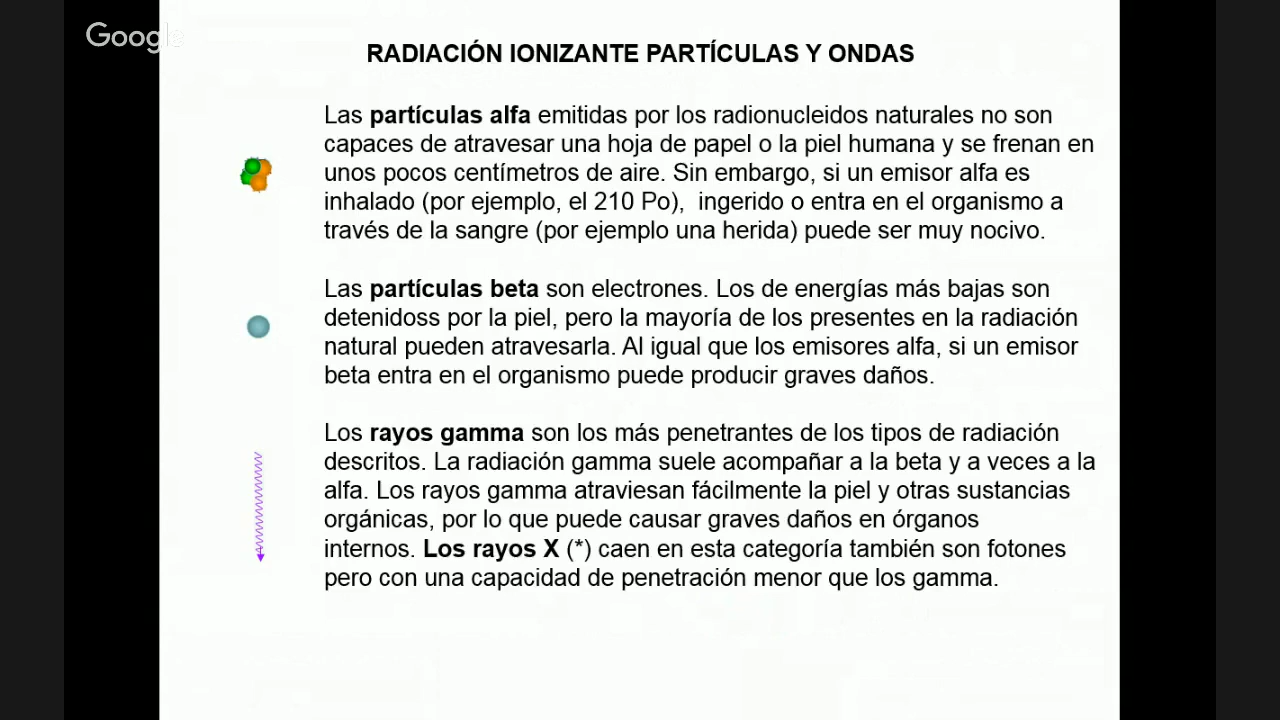 Google
RADIACIÓN IONIZANTE PARTÍCULAS Y ONDAS
Las partículas alfa emitidas por los radionucleidos naturales no son
capaces de atravesar una hoja de papel o la piel humana y se frenan en
unos pocos centímetros de aire. Sin embargo, si un emisor alfa es
inhalado (por ejemplo, el 210 Po), ingerido o entra en el organismo a
través de la sangre (por ejemplo una herida) puede ser muy nocivo.
Las partículas beta son electrones. Los de energías más bajas son
detenidoss por la piel, pero la mayoría de los presentes en la radiación
natural pueden atravesarla. Al igual que los emisores alfa, si un emisor
beta entra en el organismo puede producir graves daños.
Los rayos gamma son los más penetrantes de los tipos de radiación
descritos. La radiación gamma suele acompañar a la beta y a veces a la
alfa. Los rayos gamma atraviesan fácilmente la piel y otras sustancias
orgánicas, por lo que puede causar graves daños en órganos
internos. Los rayos X (*) caen en esta categoría también son fotones
pero con una capacidad de penetración menor que los gamma.